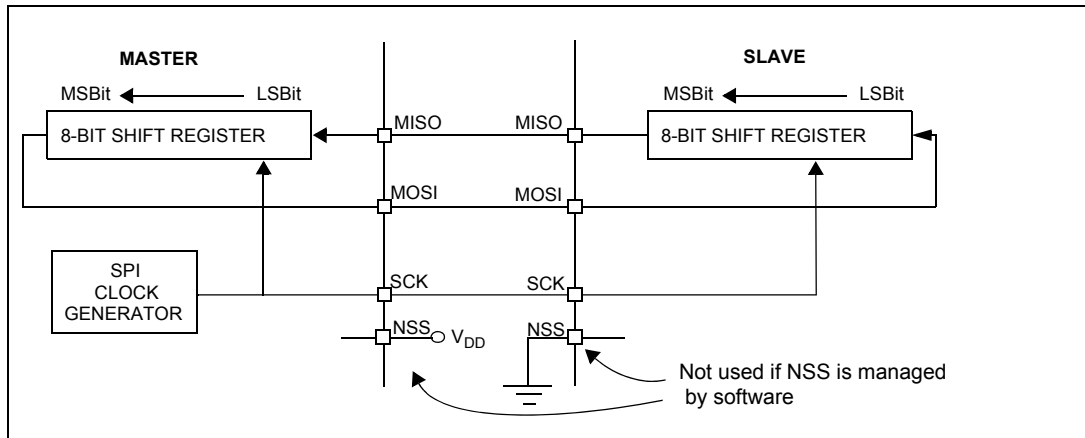 MASTER
SLAVE
MSBit
LSBit
MSBit
LSBit
8-BIT SHIFT REGISTER
MISO
MISO
8-BIT SHIFT REGISTER
MOSI
MOSI
SPI
CLOCK
GENERATOR
SCK
SCK
NSS
VDD
NSS
Not used if NSS is managed
by software